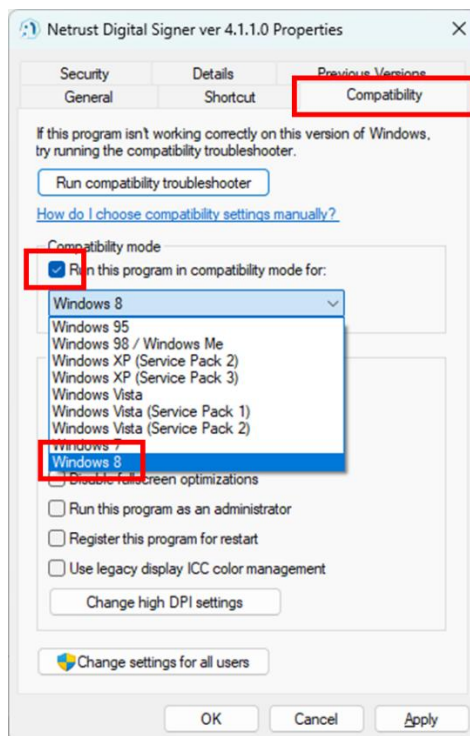 Netrust Digital Signer ver 4.1.1.0 Properties
Security Details Previous Versions
General Shortcut Compatibility
If this program isn't working correctly on this version of Windows,
try running the compatibility troubleshooter.
Run compatibility troubleshooter
How do I choose compatibility settings manually?
Compatibility mode
Run this program in compatibility mode for:
Windows 8
Windows 95
Windows 98 / Windows Me
Windows XP (Service Pack 2)
Windows XP (Service Pack 3)
Windows Vista
Windows Vista (Service Pack 1)
Windows Vista (Service Pack 2)
Windows 7
Windows 8
Disable fullscreen optimizations
Run this program as an administrator
Register this program for restart
Use legacy display ICC color management
Change high DPI settings
Change settings for all users
OK Cancel Apply